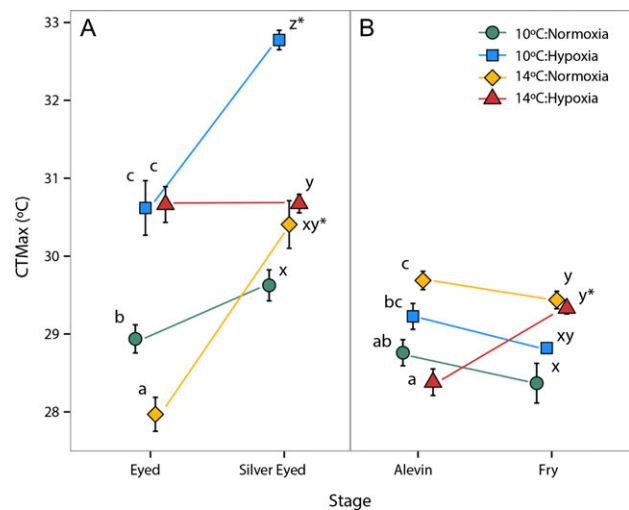 A
B
10ºC:Normoxia
10ºC:Hypoxia
14ºC:Normoxia
14ºC:Hypoxia
CTMax (ºC)
33
32
31
30
29
28
z*
c c
y
xy*
x
b
a
c
y
y*
bc
xy
ab
x
a
Eyed Silver Eyed Alevin Fry
Stage